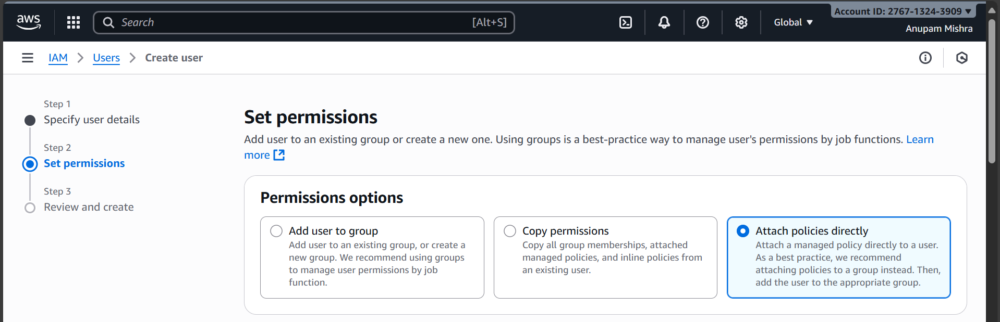 aws
Search
[Alt+S]
Global
Account ID: 2767-1324-3909
Anupam Mishra
IAM
Users
Create user
Step 1
Specify user details
Step 2
Set permissions
Step 3
Review and create
Set permissions
Add user to an existing group or create a new one. Using groups is a best-practice way to manage user's permissions by job functions. Learn
more
Permissions options
Add user to group
Add user to an existing group, or create a
new group. We recommend using groups
to manage user permissions by job
function.
Copy permissions
Copy all group memberships, attached
managed policies, and inline policies from
an existing user.
Attach policies directly
Attach a managed policy directly to a user.
As a best practice, we recommend
attaching policies to a group instead. Then,
add the user to the appropriate group.